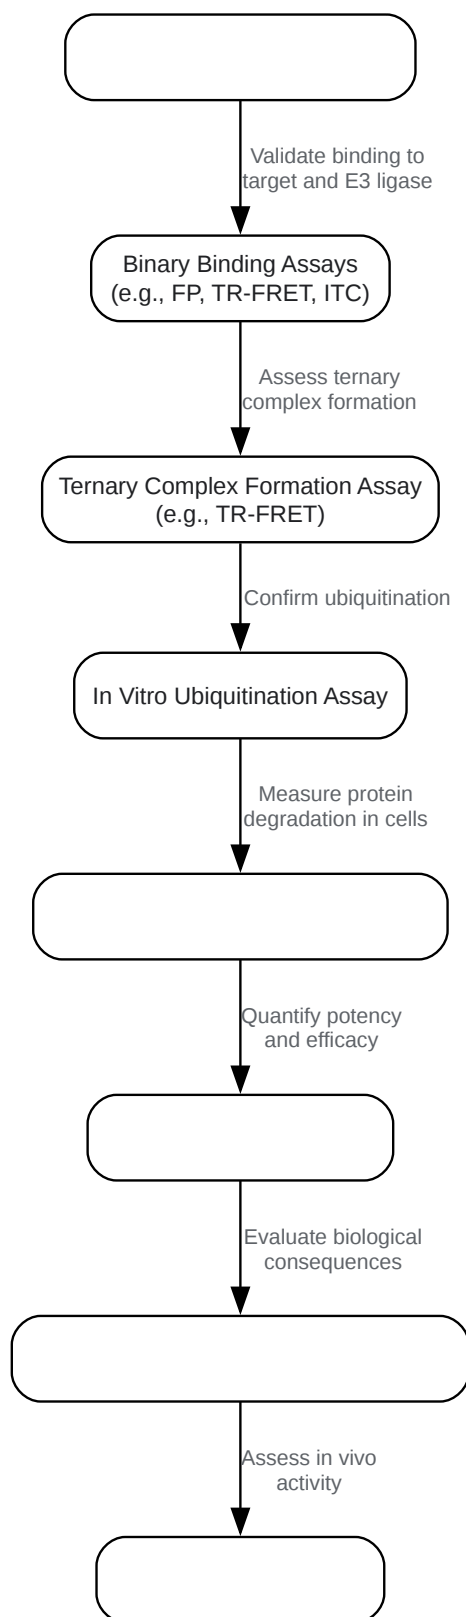 Validate binding to
target and E3 ligase
Binary Binding Assays
(e.g., FP, TR-FRET, ITC)
Assess ternary
complex formation
Ternary Complex Formation Assay
(e.g., TR-FRET)
Confirm ubiquitination
In Vitro Ubiquitination Assay
Measure protein
degradation in cells
Quantify potency
and efficacy
Evaluate biological
consequences
Assess in vivo
activity